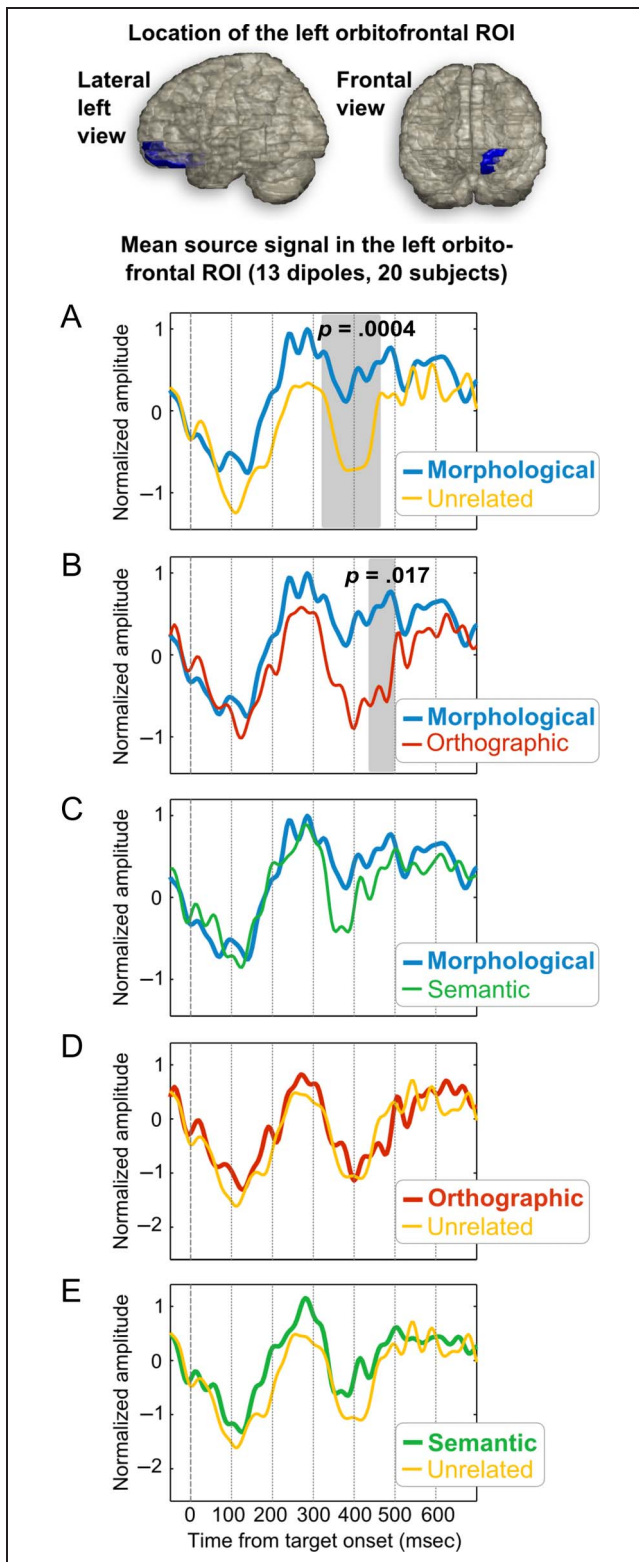 Location of the left orbitofrontal ROI
Lateral
left
view
Frontal
view
Mean source signal in the left orbito-
frontal ROI (13 dipoles, 20 subjects)
A
Normalized amplitude
1
0
−1
p = .0004
Morphological
Unrelated
B
Normalized amplitude
1
0
−1
p = .017
Morphological
Orthographic
C
Normalized amplitude
1
0
−1
Morphological
Semantic
D
Normalized amplitude
1
0
−1
−2
Orthographic
Unrelated
E
Normalized amplitude
1
0
−1
−2
Semantic
Unrelated
0 100 200 300 400 500 600
Time from target onset (msec)